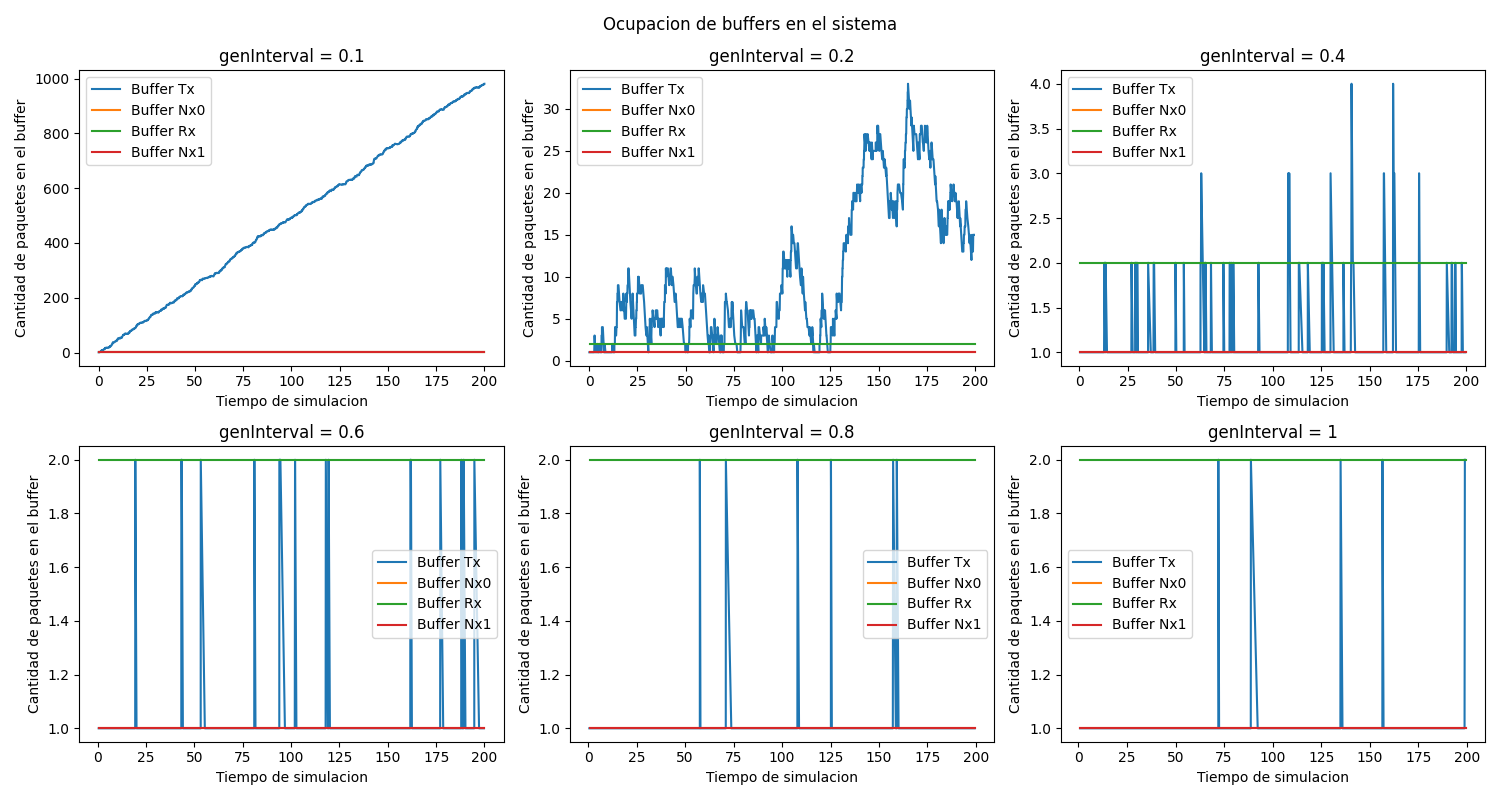 Ocupacion de buffers en el sistema
genInterval = 0.1
Cantidad de paquetes en el buffer
1000
800
600
400
200
0
Buffer Tx
Buffer Nx0
Buffer Rx
Buffer Nx1
0 25 50 75 100 125 150 175 200
Tiempo de simulacion
genInterval = 0.2
Cantidad de paquetes en el buffer
30
25
20
15
10
5
0
Buffer Tx
Buffer Nx0
Buffer Rx
Buffer Nx1
0 25 50 75 100 125 150 175 200
Tiempo de simulacion
genInterval = 0.4
Cantidad de paquetes en el buffer
4.0
3.5
3.0
2.5
2.0
1.5
1.0
Buffer Tx
Buffer Nx0
Buffer Rx
Buffer Nx1
0 25 50 75 100 125 150 175 200
Tiempo de simulacion
genInterval = 0.6
Cantidad de paquetes en el buffer
2.0
1.8
1.6
1.4
1.2
1.0
Buffer Tx
Buffer Nx0
Buffer Rx
Buffer Nx1
0 25 50 75 100 125 150 175 200
Tiempo de simulacion
genInterval = 0.8
Cantidad de paquetes en el buffer
2.0
1.8
1.6
1.4
1.2
1.0
Buffer Tx
Buffer Nx0
Buffer Rx
Buffer Nx1
0 25 50 75 100 125 150 175 200
Tiempo de simulacion
genInterval = 1
Cantidad de paquetes en el buffer
2.0
1.8
1.6
1.4
1.2
1.0
Buffer Tx
Buffer Nx0
Buffer Rx
Buffer Nx1
0 25 50 75 100 125 150 175 200
Tiempo de simulacion